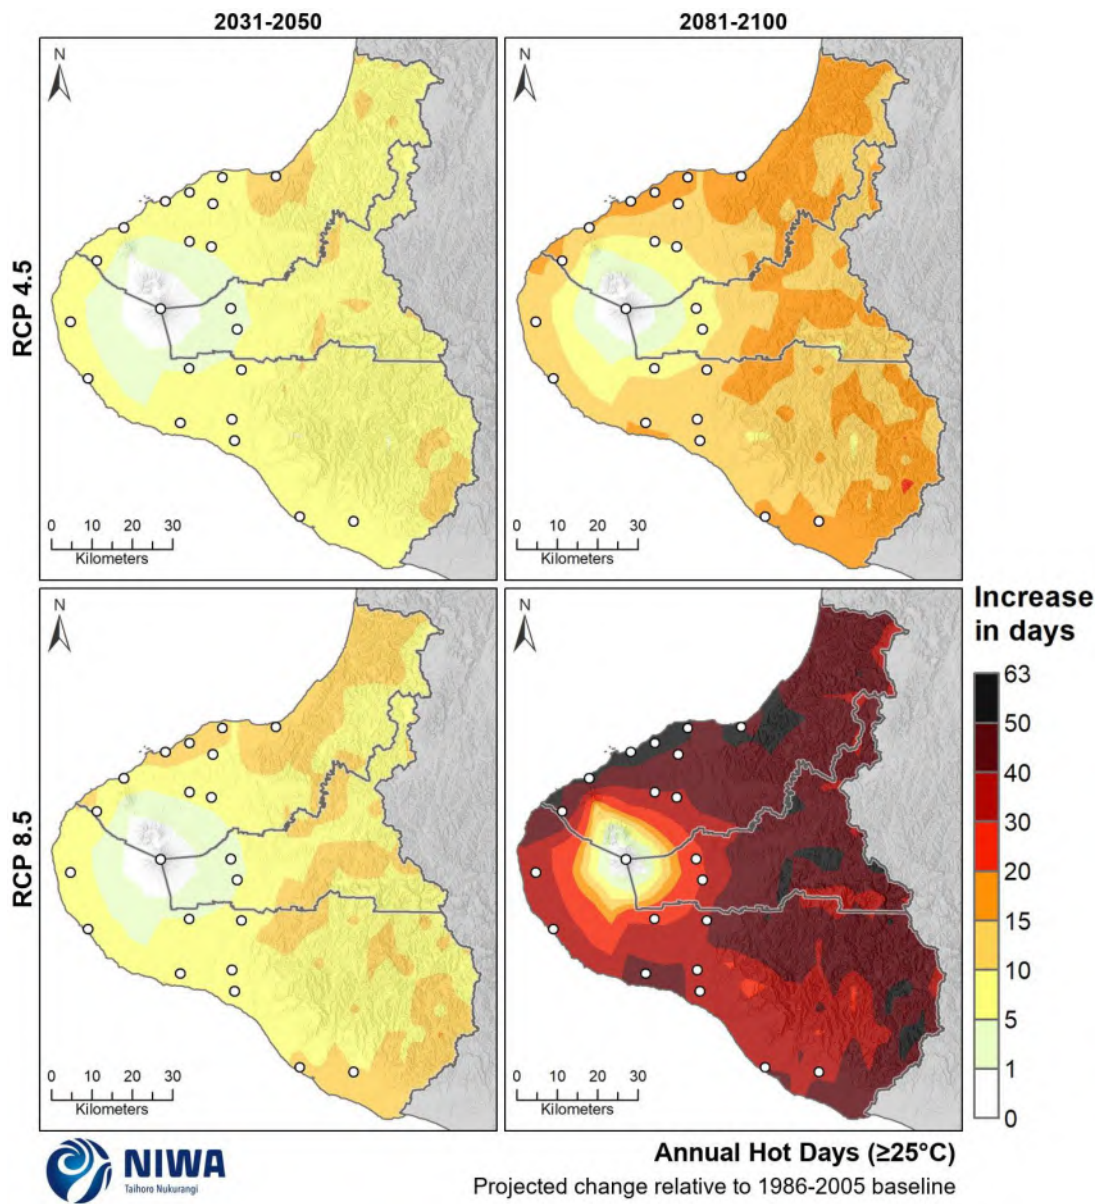 2031-2050
2081-2100
N
N
RCP 4.5
0 10 20 30
Kilometers
0 10 20 30
Kilometers
N
N
RCP 8.5
Increase
in days
63
50
40
30
20
15
10
5
1
0
0 10 20 30
Kilometers
0 10 20 30
Kilometers
NIWA
Taihoro Nukurangi
Annual Hot Days (≥25°C)
Projected change relative to 1986-2005 baseline